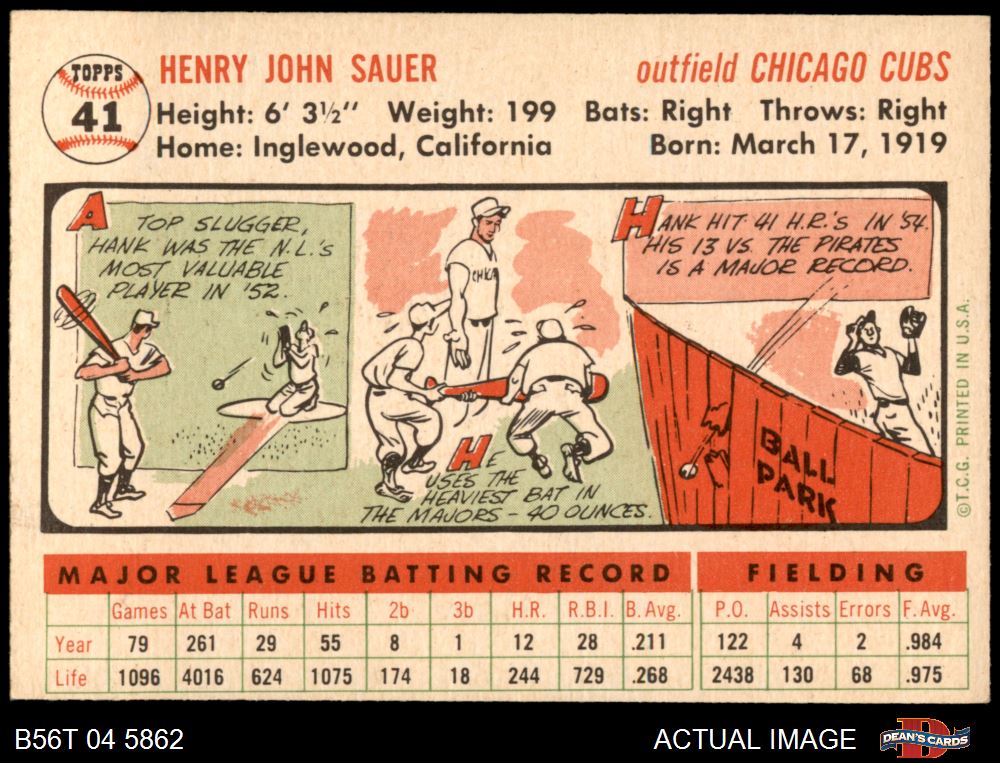 TOPPS
41
HENRY JOHN SAUER
outfield CHICAGO CUBS
Height: 6' 3½" Weight: 199 Bats: Right Throws: Right
Home: Inglewood, California Born: March 17, 1919
A TOP SLUGGER,
HANK WAS THE N.L.'s
MOST VALUABLE
PLAYER IN '52.
CHICA
HE
USES THE
HEAVIEST BAT IN
THE MAJORS - 40 OUNCES.
HANK HIT 41 H.R.'s IN '54.
HIS 13 VS. THE PIRATES
IS A MAJOR RECORD.
BALL
PARK
©T.C.G. PRINTED IN U.S.A.
MAJOR LEAGUE BATTING RECORD FIELDING
Games At Bat Runs Hits 2b 3b H.R. R.B.I. B. Avg. P.O. Assists Errors F. Avg.
Year 79 261 29 55 8 1 12 28 .211 122 4 2 .984
Life 1096 4016 624 1075 174 18 244 729 .268 2438 130 68 .975
B56T 04 5862
ACTUAL IMAGE
D
DEAN'S CARDS